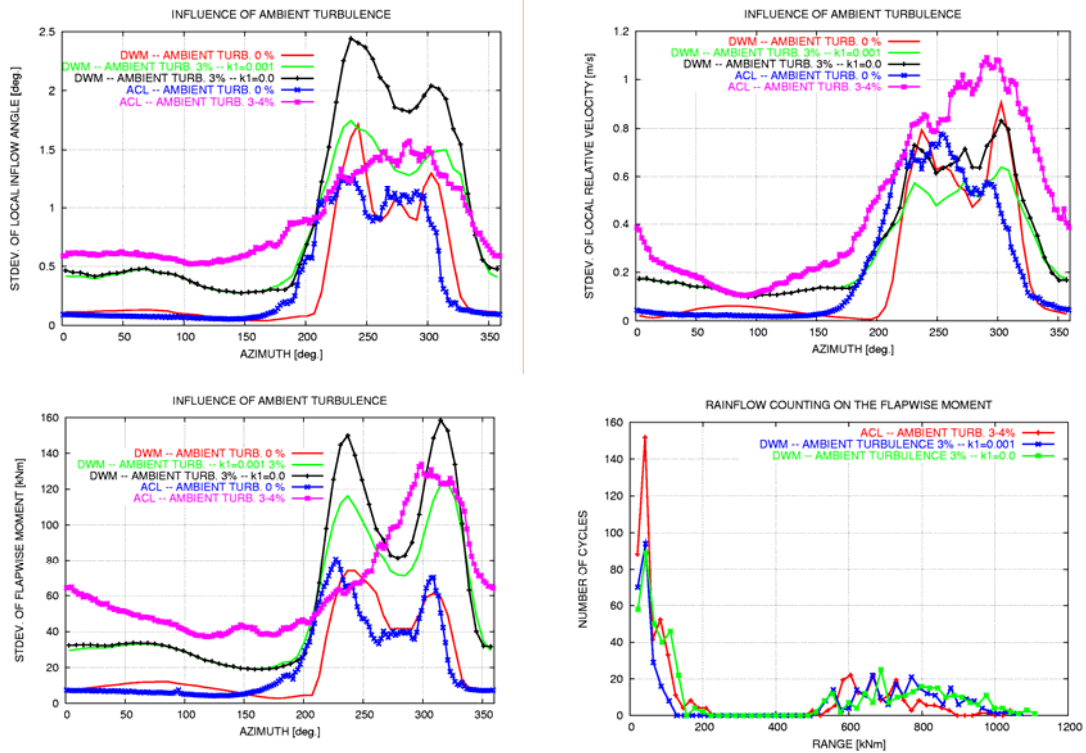 INFLUENCE OF AMBIENT TURBULENCE
STDEV. OF LOCAL INFLOW ANGLE [deg.]
2.5
2
1.5
1
0.5
0
DWM -- AMBIENT TURB. 0 %
DWM -- AMBIENT TURB. 3% -- k1=0.001
DWM -- AMBIENT TURB. 3% -- k1=0.0
ACL -- AMBIENT TURB. 0 %
ACL -- AMBIENT TURB. 3-4%
0 50 100 150 200 250 300 350
AZIMUTH [deg.]
INFLUENCE OF AMBIENT TURBULENCE
STDEV. OF LOCAL RELATIVE VELOCITY [m/s]
1.2
1
0.8
0.6
0.4
0.2
0
DWM -- AMBIENT TURB. 0 %
DWM -- AMBIENT TURB. 3% -- k1=0.001
DWM -- AMBIENT TURB. 3% -- k1=0.0
ACL -- AMBIENT TURB. 0 %
ACL -- AMBIENT TURB. 3-4%
0 50 100 150 200 250 300 350
AZIMUTH [deg.]
INFLUENCE OF AMBIENT TURBULENCE
STDEV. OF FLAPWISE MOMENT [kNm]
160
140
120
100
80
60
40
20
0
DWM -- AMBIENT TURB. 0 %
DWM -- AMBIENT TURB. -- k1=0.001 3%
DWM -- AMBIENT TURB. 3% -- k1=0.0
ACL -- AMBIENT TURB. 0 %
ACL -- AMBIENT TURB. 3-4%
0 50 100 150 200 250 300 350
AZIMUTH [deg.]
RAINFLOW COUNTING ON THE FLAPWISE MOMENT
NUMBER OF CYCLES
160
140
120
100
80
60
40
20
0
ACL -- AMBIENT TURB. 3-4%
DWM -- AMBIENT TURBULENCE 3% -- k1=0.001
DWM -- AMBIENT TURBULENCE 3% -- k1=0.0
0 200 400 600 800 1000 1200
RANGE [kNm]